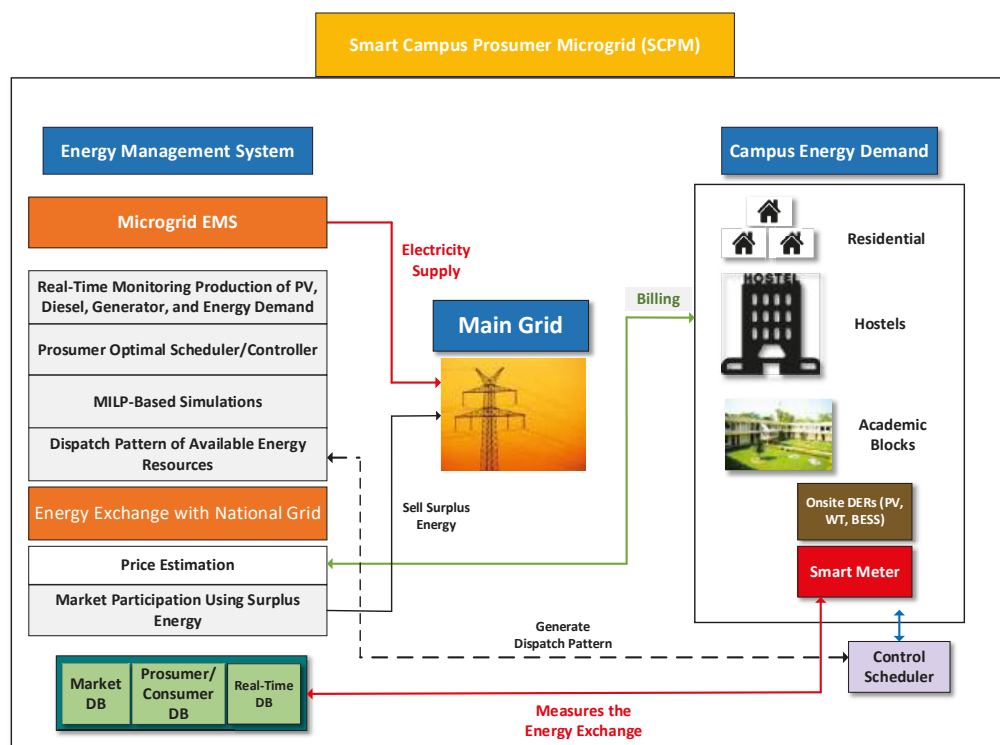 Smart Campus Prosumer Microgrid (SCPM)
Energy Management System
Campus Energy Demand
Microgrid EMS
Electricity
Supply
Real-Time Monitoring Production of PV,
Diesel, Generator, and Energy Demand
Prosumer Optimal Scheduler/Controller
MILP-Based Simulations
Dispatch Pattern of Available Energy
Resources
Energy Exchange with National Grid
Price Estimation
Market Participation Using Surplus
Energy
Main Grid
Sell Surplus
Energy
Billing
Residential
HOSTEL
Hostels
Academic
Blocks
Onsite DERs (PV,
WT, BESS)
Smart Meter
Generate
Dispatch Pattern
Control
Scheduler
Market
DB
Prosumer/
Consumer
DB
Real-Time
DB
Measures the
Energy Exchange